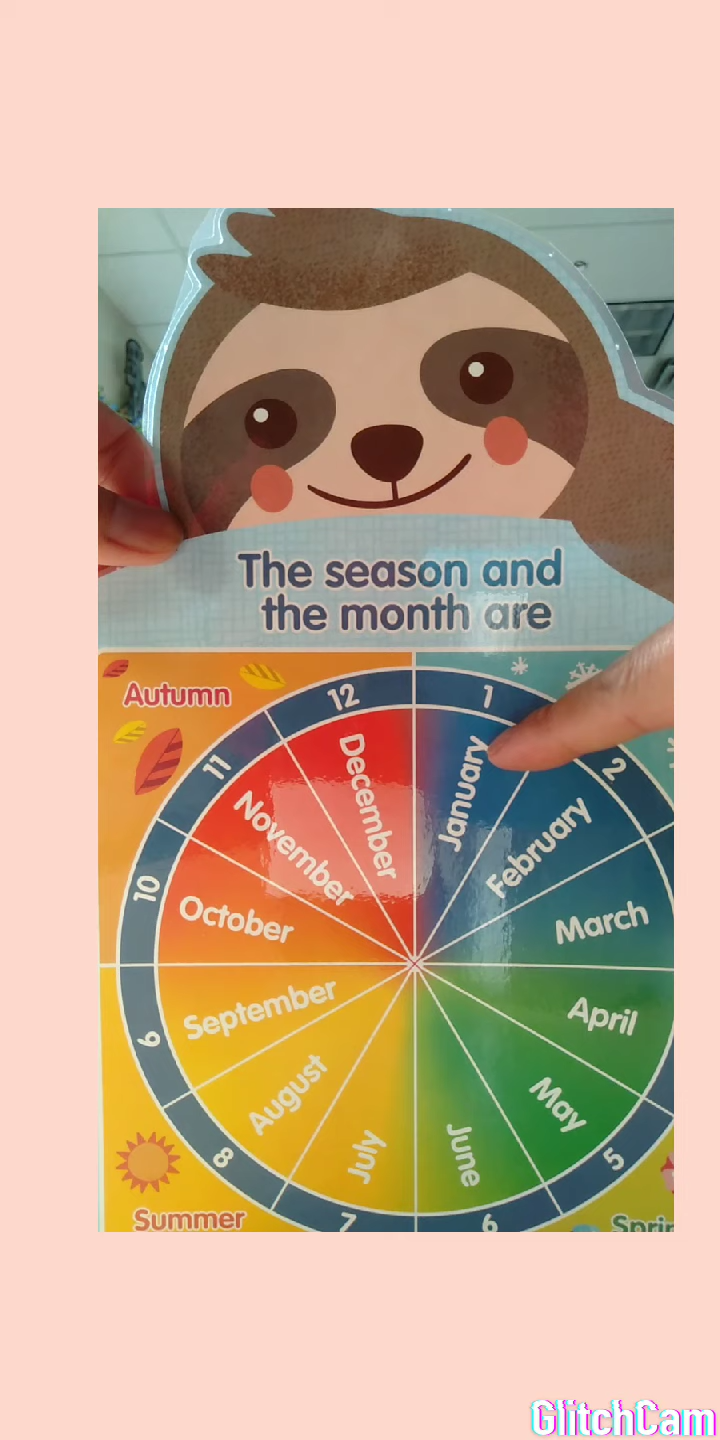 The season and
the month are
Autumn
12
1
11
2
December
January
November
February
10
October
March
September
April
9
August
May
July
June
8
5
7
6
Summer
GlitchCam